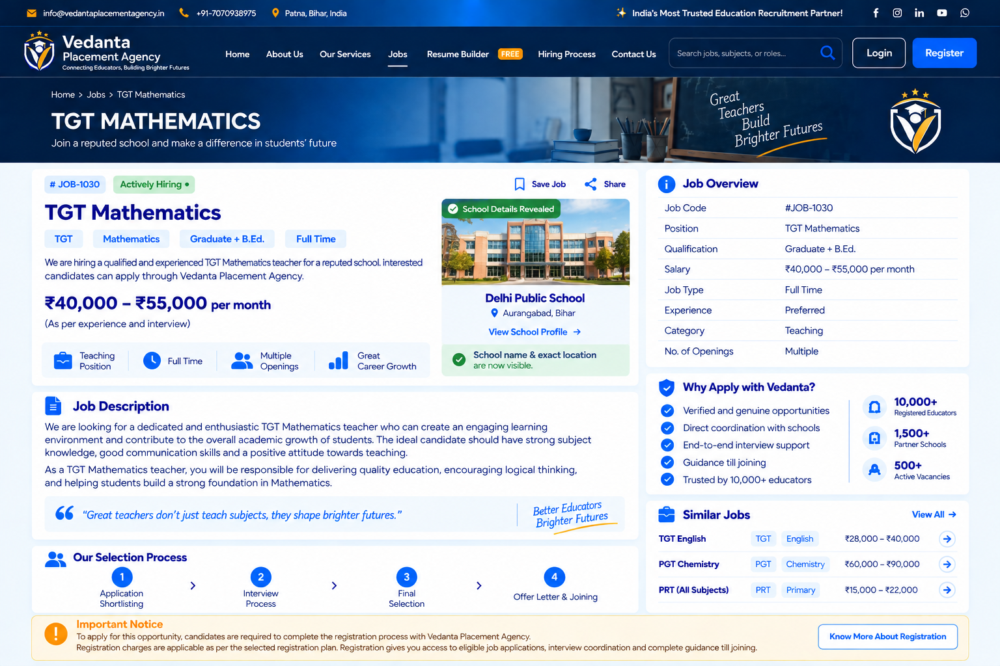 info@vedantaplacementagency.in
+91-7070938975
Patna, Bihar, India
India's Most Trusted Education Recruitment Partner!
Vedanta
Placement Agency
Connecting Educators, Building Brighter Futures
Home
About Us
Our Services
Jobs
Resume Builder
FREE
Hiring Process
Contact Us
Search jobs, subjects, or roles...
Login
Register
Home > Jobs > TGT Mathematics
TGT MATHEMATICS
Join a reputed school and make a difference in students' future
Great
Teachers
Build
Brighter Futures
# JOB-1030
Actively Hiring •
Save Job
Share
TGT Mathematics
TGT
Mathematics
Graduate + B.Ed.
Full Time
We are hiring a qualified and experienced TGT Mathematics teacher for a reputed school. interested
candidates can apply through Vedanta Placement Agency.
₹40,000 – ₹55,000 per month
(As per experience and interview)
Teaching
Position
Full Time
Multiple
Openings
Great
Career Growth
School Details Revealed
Delhi Public School
Aurangabad, Bihar
View School Profile →
School name & exact location
are now visible.
Job Description
We are looking for a dedicated and enthusiastic TGT Mathematics teacher who can create an engaging learning
environment and contribute to the overall academic growth of students. The ideal candidate should have strong subject
knowledge, good communication skills and a positive attitude towards teaching.
As a TGT Mathematics teacher, you will be responsible for delivering quality education, encouraging logical thinking,
and helping students build a strong foundation in Mathematics.
"Great teachers don't just teach subjects, they shape brighter futures."
Better Educators
Brighter Futures
Our Selection Process
1
Application
Shortlisting
2
Interview
Process
3
Final
Selection
4
Offer Letter & Joining
Job Overview
Job Code #JOB-1030
Position TGT Mathematics
Qualification Graduate + B.Ed.
Salary ₹40,000 – ₹55,000 per month
Job Type Full Time
Experience Preferred
Category Teaching
No. of Openings Multiple
Why Apply with Vedanta?
Verified and genuine opportunities
Direct coordination with schools
End-to-end interview support
Guidance till joining
Trusted by 10,000+ educators
10,000+
Registered Educators
1,500+
Partner Schools
500+
Active Vacancies
Similar Jobs
View All →
TGT English TGT English ₹28,000 – ₹40,000
PGT Chemistry PGT Chemistry ₹60,000 – ₹90,000
PRT (All Subjects) PRT Primary ₹15,000 – ₹22,000
Important Notice
To apply for this opportunity, candidates are required to complete the registration process with Vedanta Placement Agency.
Registration charges are applicable as per the selected registration plan. Registration gives you access to eligible job applications, interview coordination and complete guidance till joining.
Know More About Registration